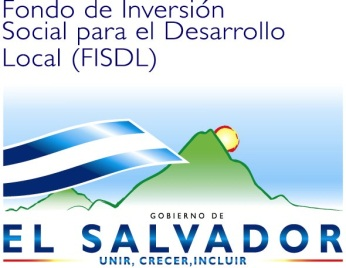 Fondo de Inversión
Social para el Desarrollo
Local (FISDL)
GOBIERNO DE
EL SALVADOR
UNIR, CRECER,INCLUIR